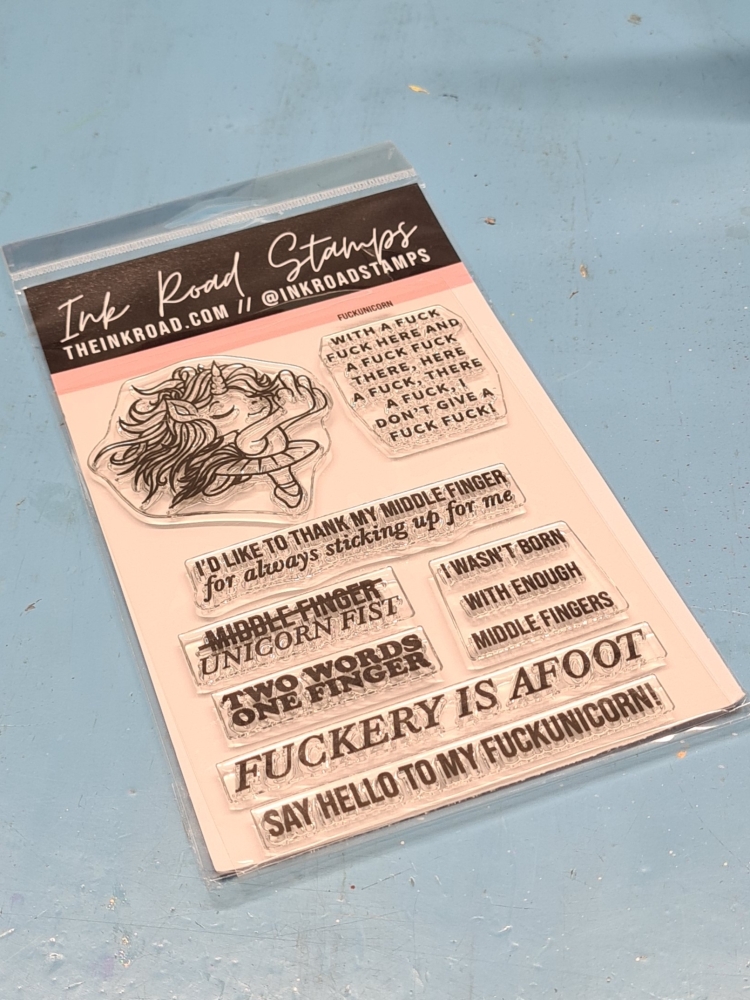 Ink Road Stamps
THEINKROAD.COM // @INKROADSTAMPS
FUCKUNICORN
WITH A FUCK
FUCK HERE AND
A FUCK FUCK
THERE, HERE
A FUCK, THERE
A FUCK, I
DON'T GIVE A
FUCK FUCK!
I'D LIKE TO THANK MY MIDDLE FINGER
for always sticking up for me
MIDDLE FINGER
UNICORN FIST
I WASN'T BORN
WITH ENOUGH
MIDDLE FINGERS
TWO WORDS
ONE FINGER
FUCKERY IS AFOOT
SAY HELLO TO MY FUCKUNICORN!